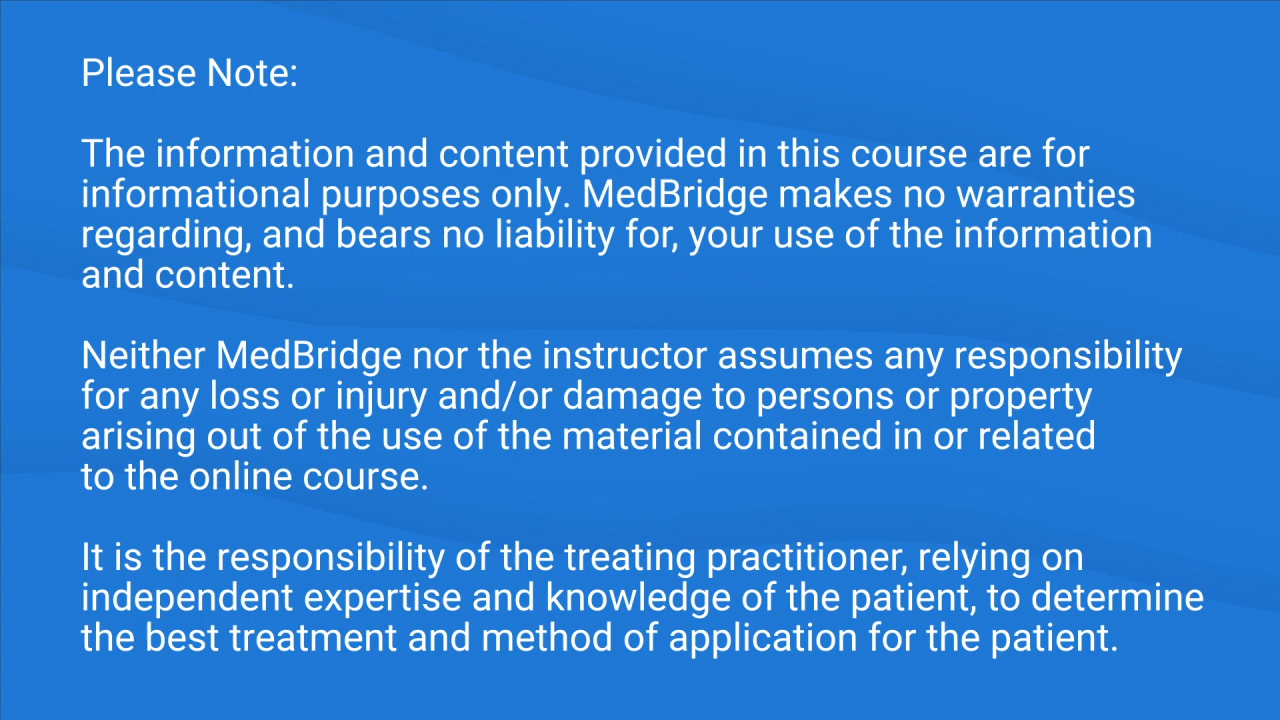 Please Note:
The information and content provided in this course are for
informational purposes only. MedBridge makes no warranties
regarding, and bears no liability for, your use of the information
and content.
Neither MedBridge nor the instructor assumes any responsibility
for any loss or injury and/or damage to persons or property
arising out of the use of the material contained in or related
to the online course.
It is the responsibility of the treating practitioner, relying on
independent expertise and knowledge of the patient, to determine
the best treatment and method of application for the patient.